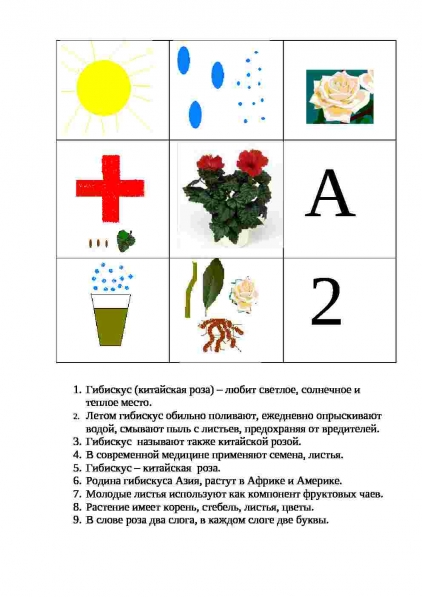 А
2
1. Гибискус (китайская роза) – любит светлое, солнечное и
теплое место.
2. Летом гибискус обильно поливают, ежедневно опрыскивают
водой, смывают пыль с листьев, предохраняя от вредителей.
3. Гибискус называют также китайской розой.
4. В современной медицине применяют семена, листья.
5. Гибискус – китайская роза.
6. Родина гибискуса Азия, растут в Африке и Америке.
7. Молодые листья используют как компонент фруктовых чаев.
8. Растение имеет корень, стебель, листья, цветы.
9. В слове роза два слога, в каждом слоге две буквы.